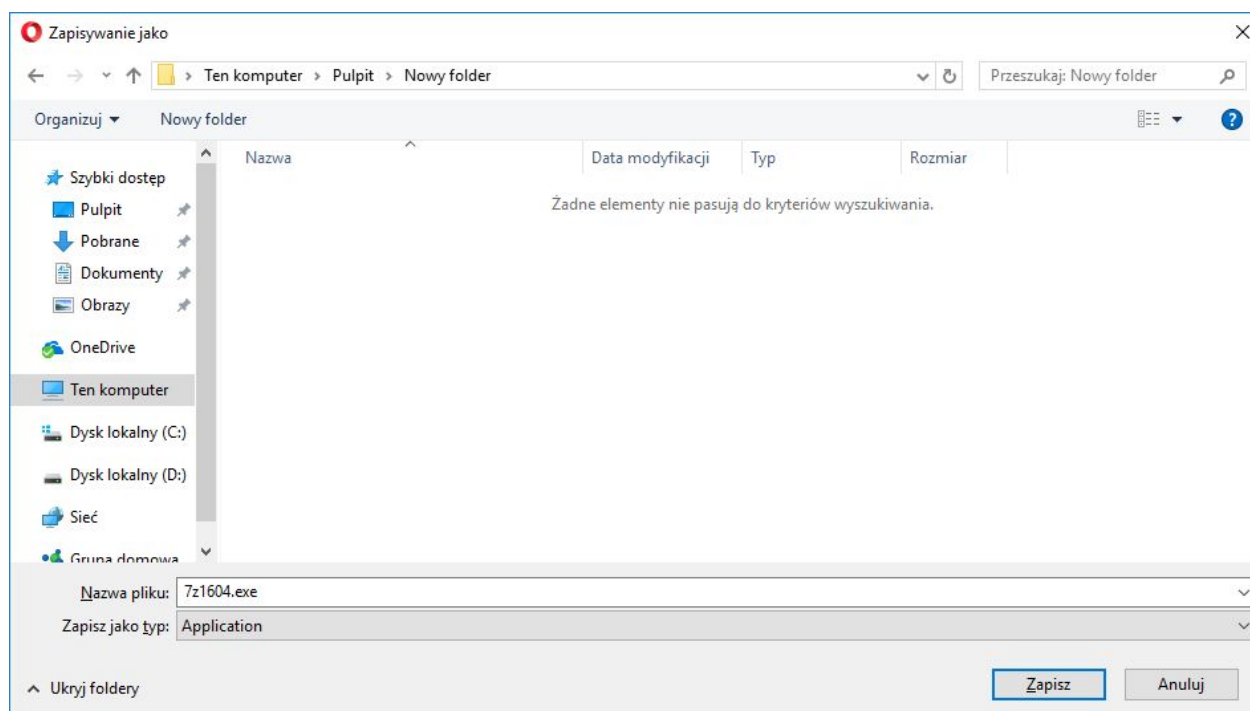 Zapisywanie jako
Ten komputer > Pulpit > Nowy folder
Przeszukaj: Nowy folder
Organizuj Nowy folder
Nazwa Data modyfikacji Typ Rozmiar
Żadne elementy nie pasują do kryteriów wyszukiwania.
Szybki dostęp
Pulpit
Pobrane
Dokumenty
Obrazy
OneDrive
Ten komputer
Dysk lokalny (C:)
Dysk lokalny (D:)
Sieć
Grupa domowa
Nazwa pliku: 7z1604.exe
Zapisz jako typ: Application
Ukryj foldery
Zapisz Anuluj